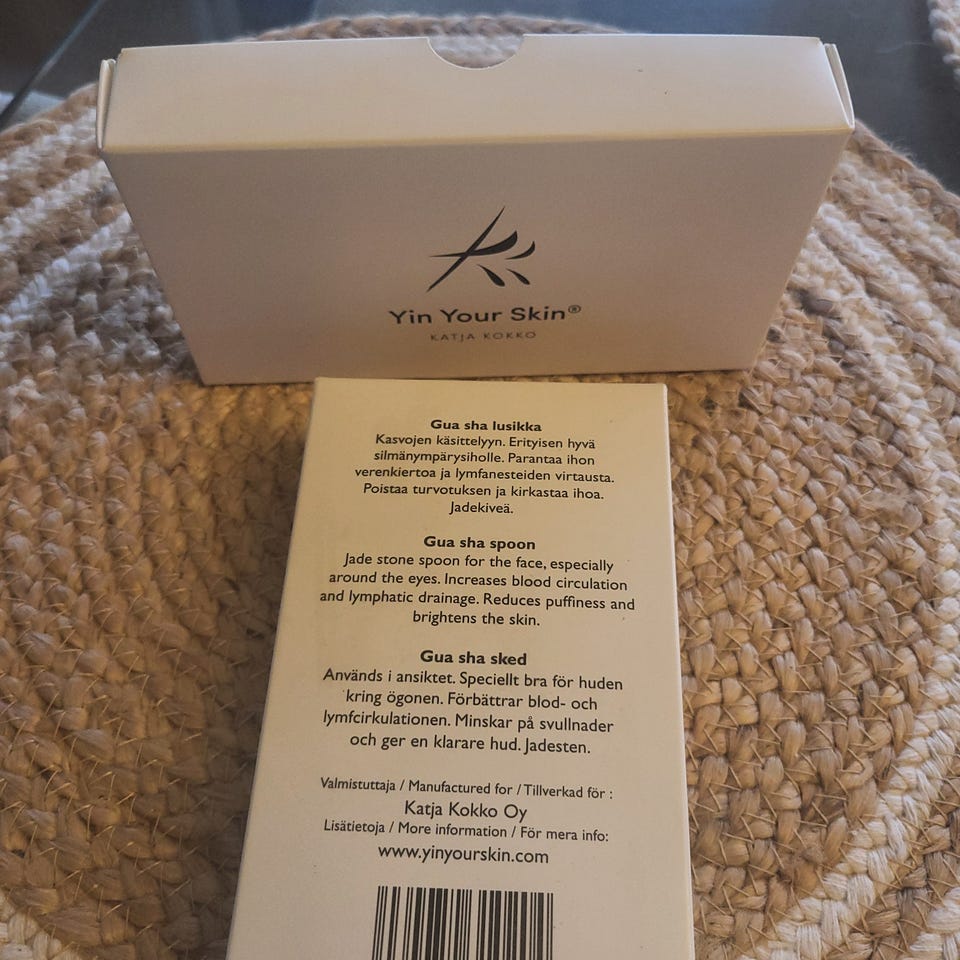 Yin Your Skin®
KATJA KOKKO
Gua sha lusikka
Kasvojen käsittelyyn. Erityisen hyvä
silmänympärysiholle. Parantaa ihon
verenkiertoa ja lymfanesteiden virtausta.
Poistaa turvotuksen ja kirkastaa ihoa.
Jadekiveä.
Gua sha spoon
Jade stone spoon for the face, especially
around the eyes. Increases blood circulation
and lymphatic drainage. Reduces puffiness and
brightens the skin.
Gua sha sked
Används i ansiktet. Speciellt bra för huden
kring ögonen. Förbättrar blod- och
lymfcirkulationen. Minskar på svullnader
och ger en klarare hud. Jadesten.
Valmistuttaja / Manufactured for / Tillverkad för :
Katja Kokko Oy
Lisätietoja / More information / För mera info:
www.yinyourskin.com